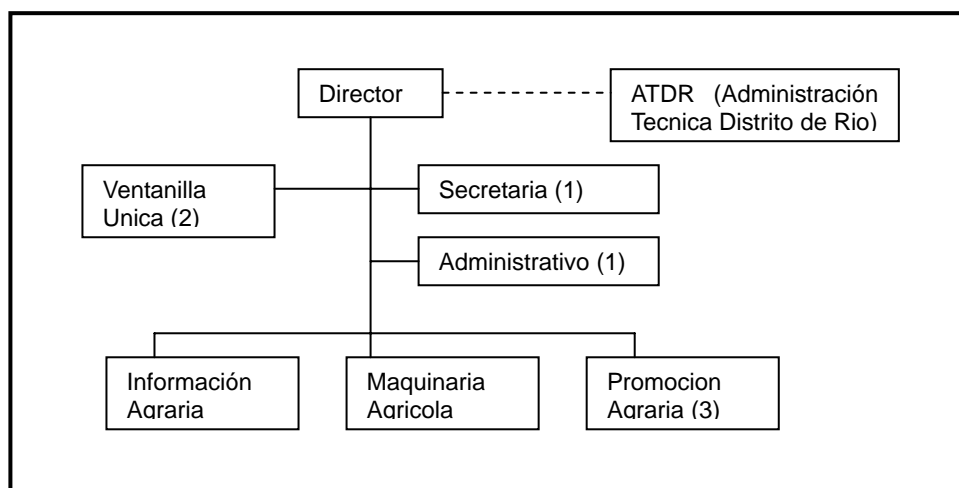 Director
ATDR (Administración
Tecnica Distrito de Rio)
Ventanilla
Unica (2)
Secretaria (1)
Administrativo (1)
Información
Agraria
Maquinaria
Agricola
Promocion
Agraria (3)